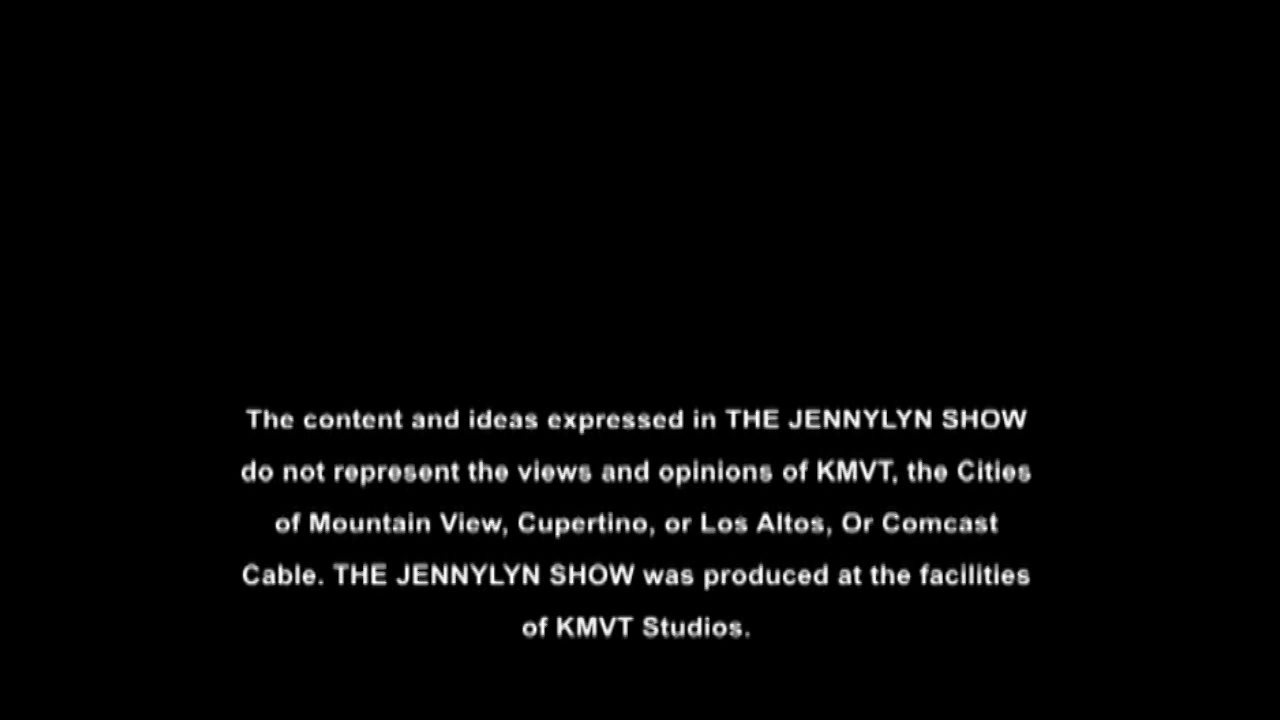 The content and ideas expressed in THE JENNYLYN SHOW
do not represent the views and opinions of KMVT, the Cities
of Mountain View, Cupertino, or Los Altos, Or Comcast
Cable. THE JENNYLYN SHOW was produced at the facilities
of KMVT Studios.